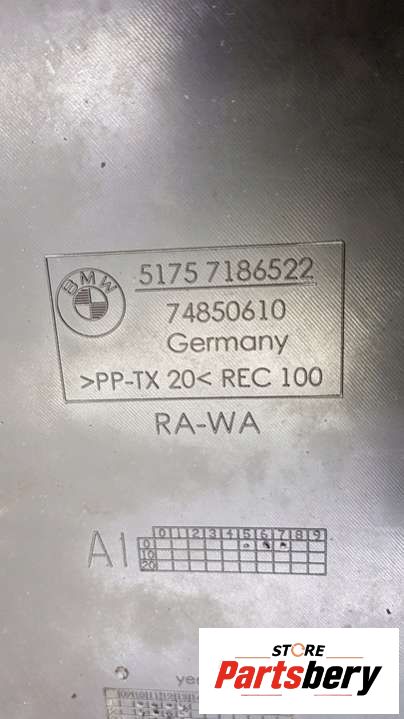 BMW
5175 7186522
74850610
Germany
>PP-TX 20< REC 100
RA-WA
0 1 2 3 4 5 6 7 8 9
A1 0
10
20
STORE
Partsbery